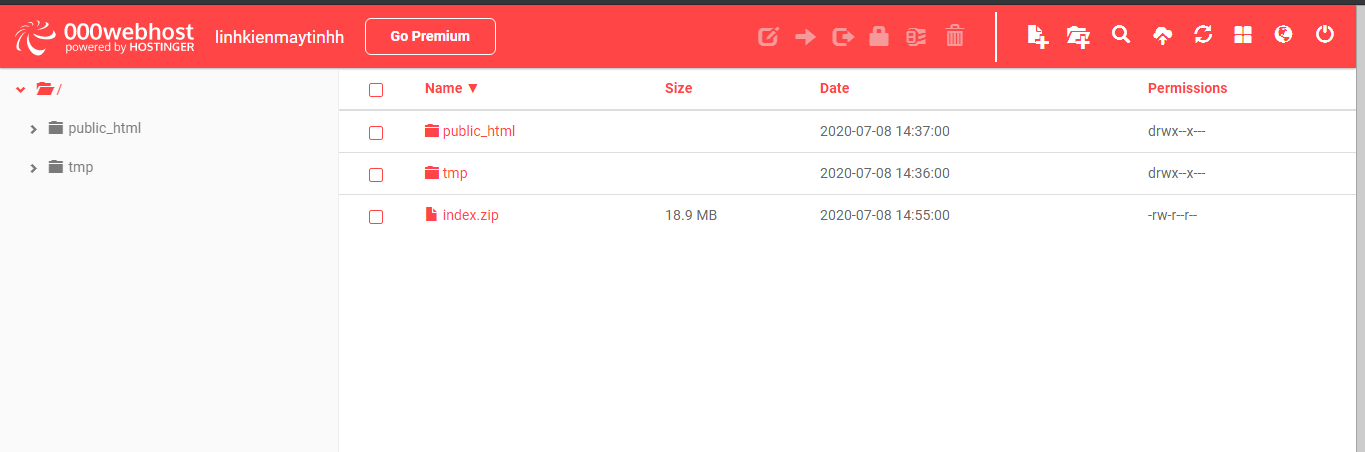 000webhost
powered by HOSTINGER
linhkienmaytinhh
Go Premium
/
public_html
tmp
Name ▼ Size Date Permissions
public_html 2020-07-08 14:37:00 drwx--x---
tmp 2020-07-08 14:36:00 drwx--x---
index.zip 18.9 MB 2020-07-08 14:55:00 -rw-r--r--